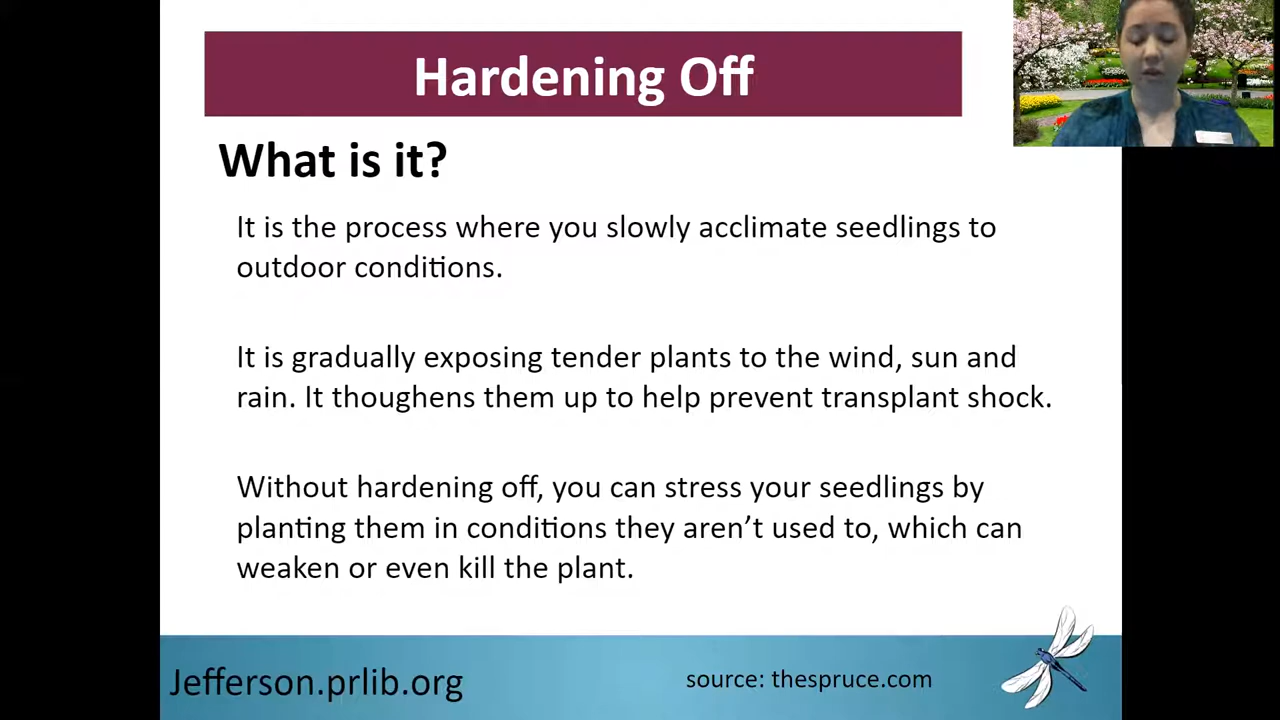 Hardening Off
What is it?
It is the process where you slowly acclimate seedlings to
outdoor conditions.
It is gradually exposing tender plants to the wind, sun and
rain. It thoughens them up to help prevent transplant shock.
Without hardening off, you can stress your seedlings by
planting them in conditions they aren’t used to, which can
weaken or even kill the plant.
Jefferson.prlib.org
source: thespruce.com